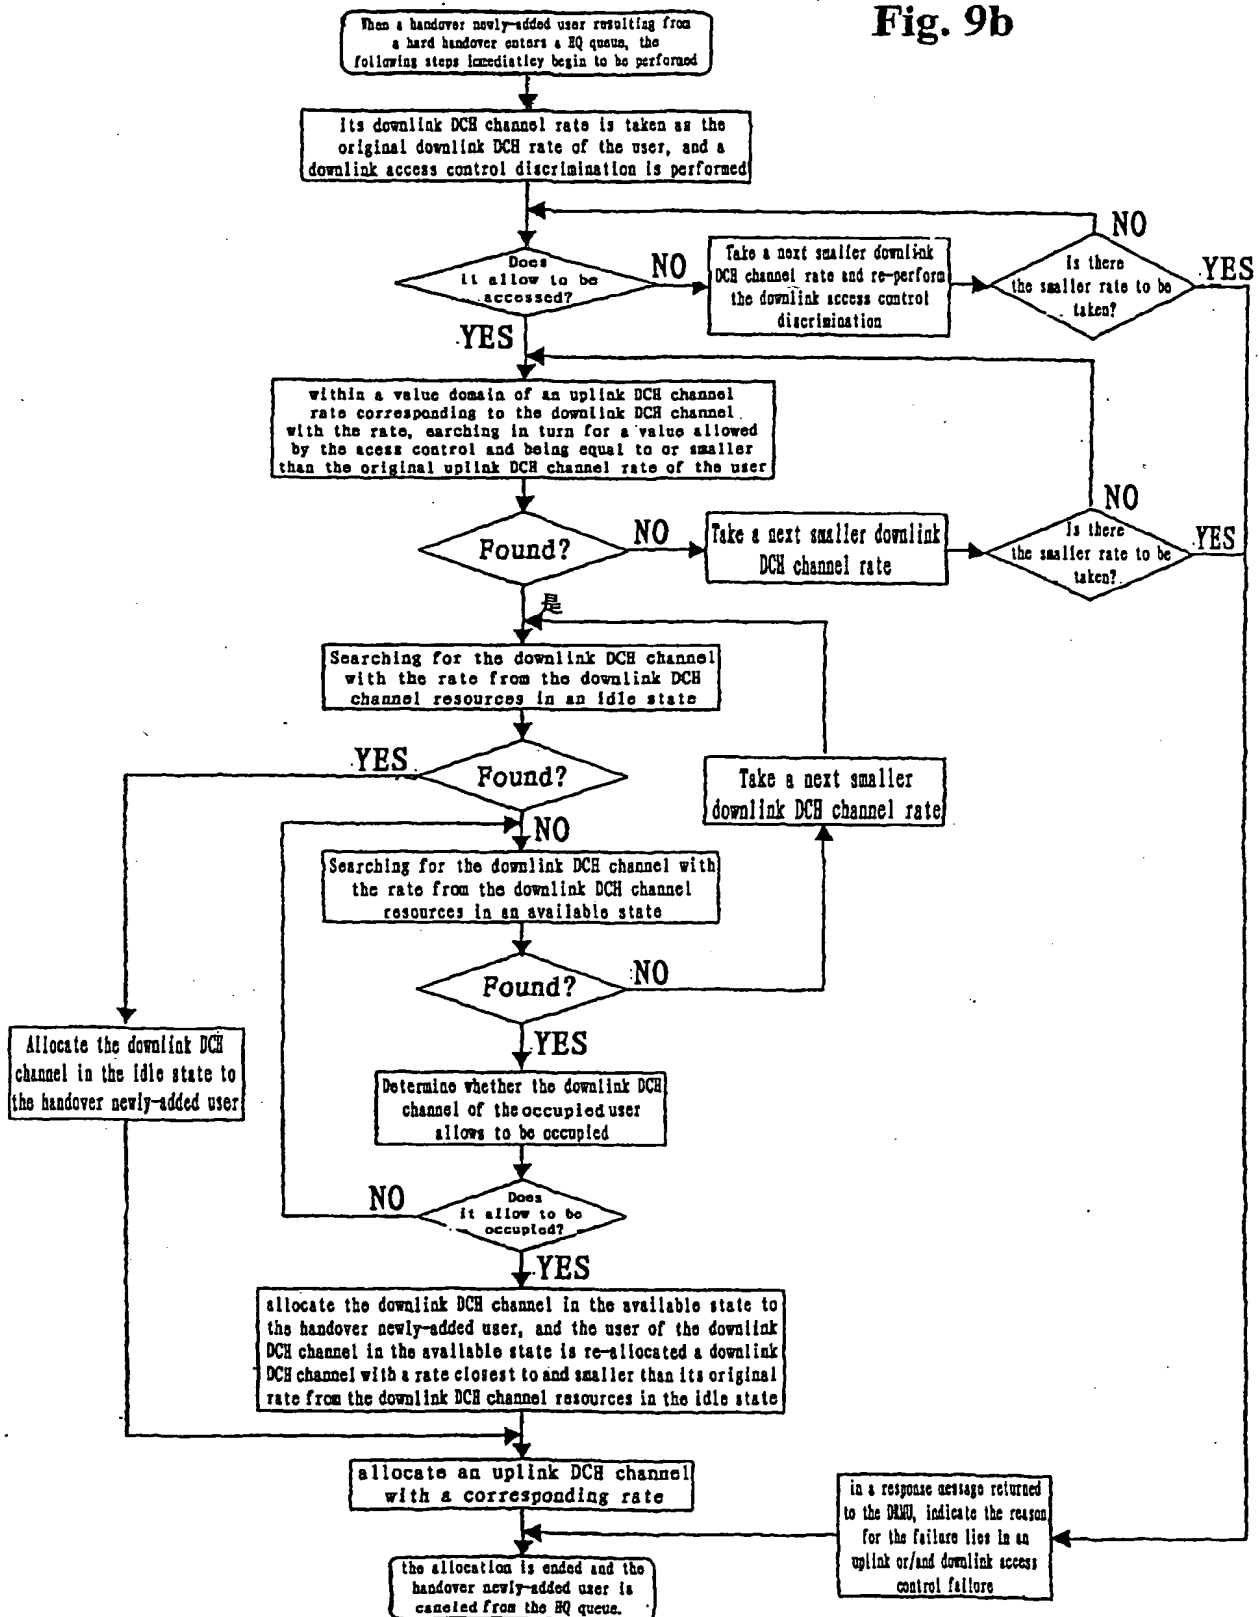 Fig. 9b
When a handover newly-added user resulting from
a hard handover enters a HQ queue, the
following steps immediatley begin to be performed
Its downlink DCH channel rate is taken as the
original downlink DCH rate of the user, and a
downlink access control discrimination is performed
Does
it allow to be
accessed?
NO
Take a next smaller downlink
DCH channel rate and re-perform
the downlink access control
discrimination
Is there
the smaller rate to be
taken?
NO
YES
YES
within a value domain of an uplink DCH channel
rate corresponding to the downlink DCH channel
with the rate, earching in turn for a value allowed
by the acess control and being equal to or smaller
than the original uplink DCH channel rate of the user
Found?
NO
Take a next smaller downlink
DCH channel rate
Is there
the smaller rate to be
taken?
NO
YES
是
Searching for the downlink DCH channel
with the rate from the downlink DCH
channel resources in an idle state
Found?
YES
NO
Take a next smaller
downlink DCH channel rate
Searching for the downlink DCH channel with
the rate from the downlink DCH channel
resources in an available state
Found?
NO
YES
Allocate the downlink DCH
channel in the idle state to
the handover newly-added user
Determine whether the downlink DCH
channel of the occupied user
allows to be occupied
Does
it allow to be
occupied?
NO
YES
allocate the downlink DCH channel in the available state to
the handover newly-added user, and the user of the downlink
DCH channel in the available state is re-allocated a downlink
DCH channel with a rate closest to and smaller than its original
rate from the downlink DCH channel resources in the idle state
allocate an uplink DCH channel
with a corresponding rate
in a response message returned
to the DRMU, indicate the reason
for the failure lies in an
uplink or/and downlink access
control failure
the allocation is ended and the
handover newly-added user is
canceled from the HQ queue.